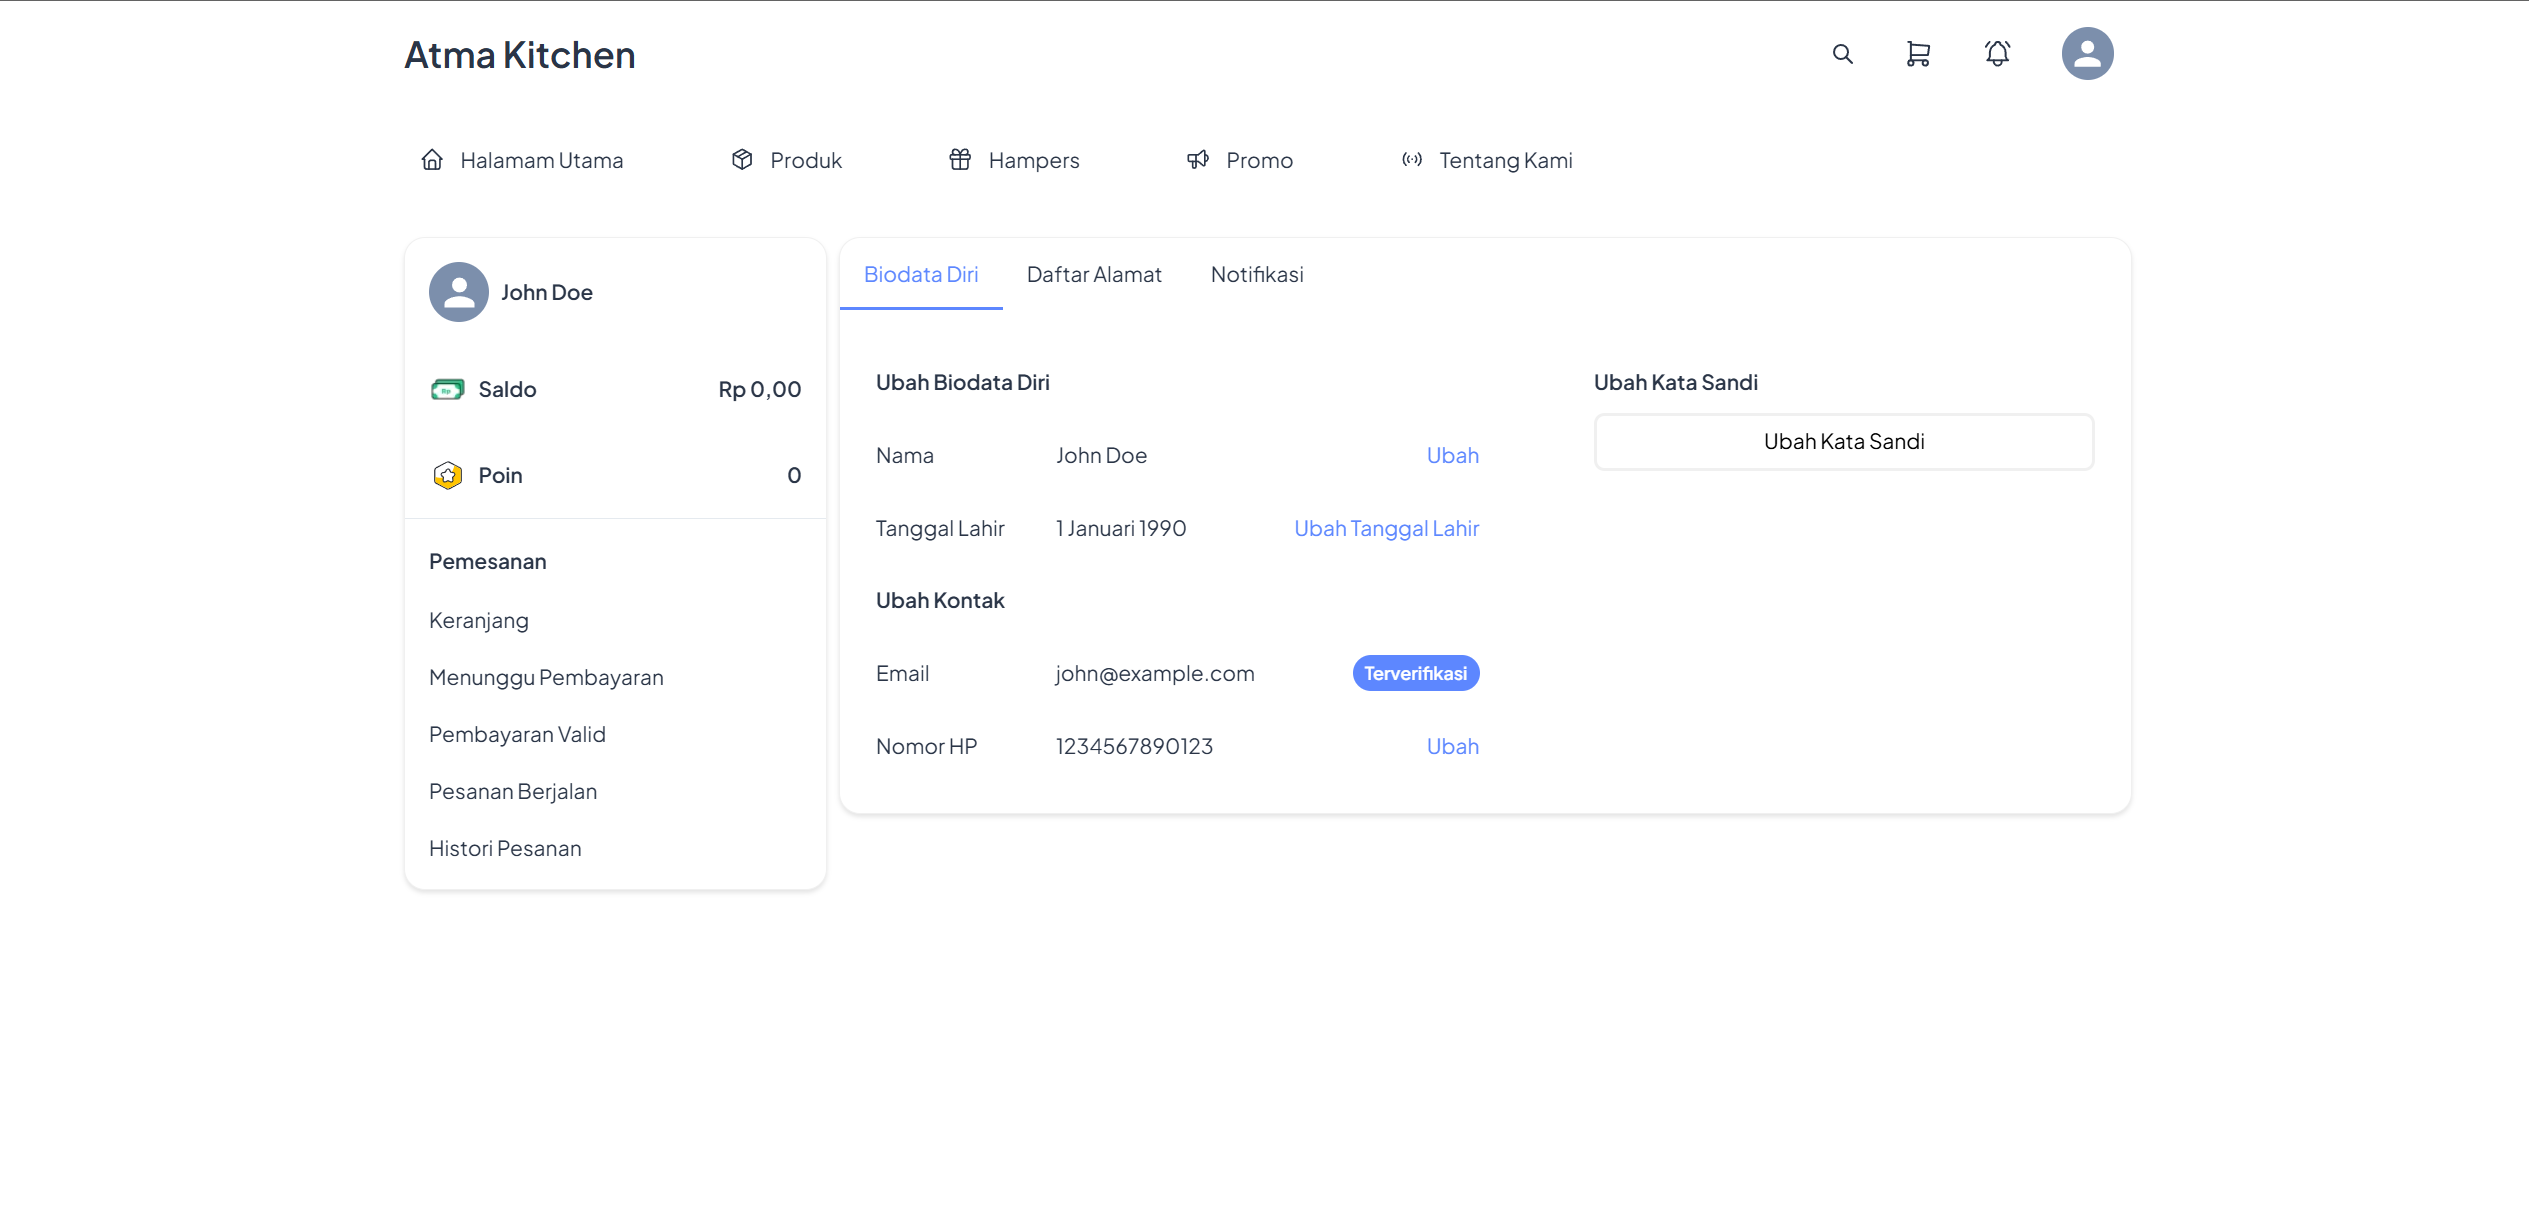 Atma Kitchen
Halamam Utama
Produk
Hampers
Promo
Tentang Kami
John Doe
Saldo Rp 0,00
Poin 0
Pemesanan
Keranjang
Menunggu Pembayaran
Pembayaran Valid
Pesanan Berjalan
Histori Pesanan
Biodata Diri
Daftar Alamat
Notifikasi
Ubah Biodata Diri
Nama John Doe Ubah
Tanggal Lahir 1 Januari 1990 Ubah Tanggal Lahir
Ubah Kontak
Email john@example.com Terverifikasi
Nomor HP 1234567890123 Ubah
Ubah Kata Sandi
Ubah Kata Sandi